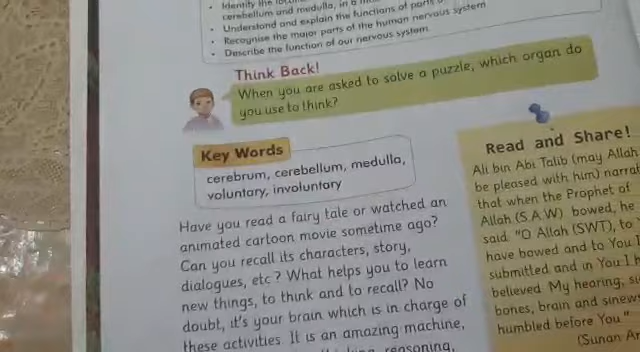 • Identify the
cerebellum and medulla, in a
• Understand and explain the functions of parts
• Recognise the major parts of the human nervous system
• Describe the function of our nervous system.
Think Back!
When you are asked to solve a puzzle, which organ do
you use to think?
Key Words
cerebrum, cerebellum, medulla,
voluntary, involuntary
Have you read a fairy tale or watched an
animated cartoon movie sometime ago?
Can you recall its characters, story,
dialogues, etc ? What helps you to learn
new things, to think and to recall? No
doubt, it's your brain which is in charge of
these activities. It is an amazing machine,
reasoning,
Read and Share!
Ali bin Abi Talib (may Allah
be pleased with him) narrat
that when the Prophet of
Allah (S.A.W) bowed, he
said: "O Allah (SWT), to
have bowed and to You I
submitted and in You I h
believed. My hearing, si
bones, brain and sinews
humbled before You."
(Sunan Ar